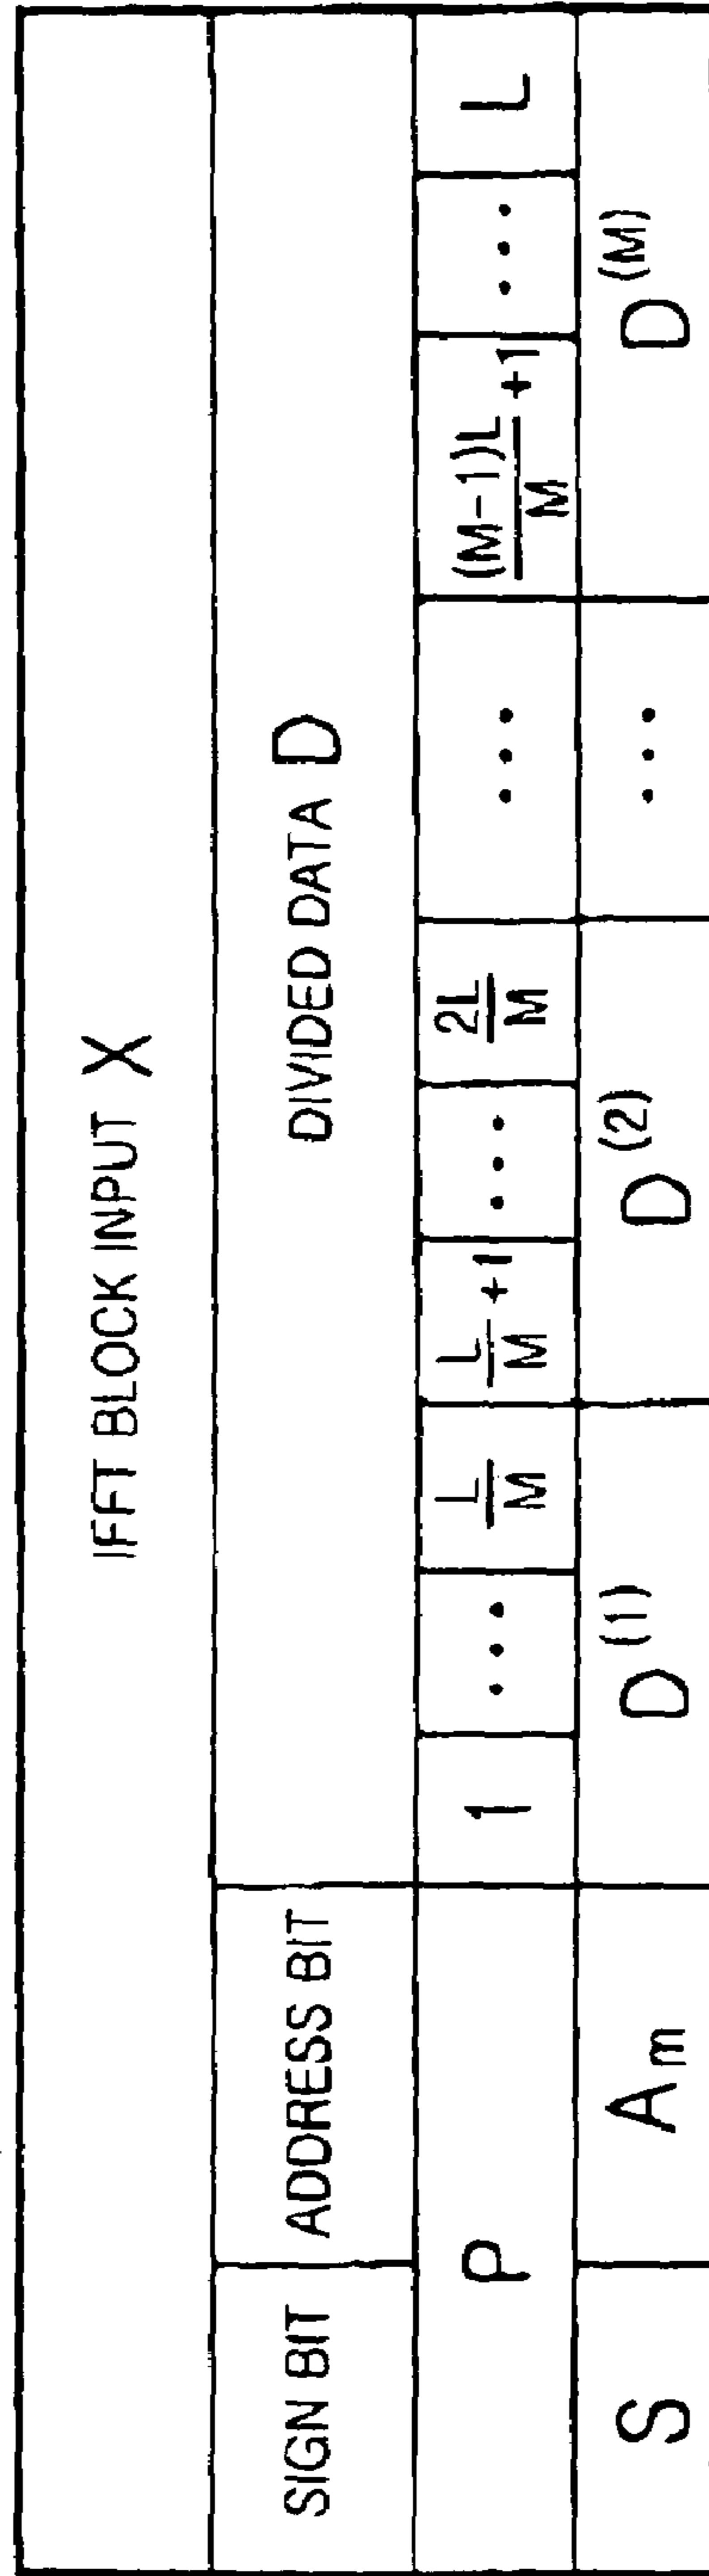 IFFT BLOCK INPUT X
SIGN BIT ADDRESS BIT DIVIDED DATA D
P 1 ... L/M L/M +1 ... 2L/M ... (M-1)L/M +1 ... L
S Am D(1) D(2) ... D(M)